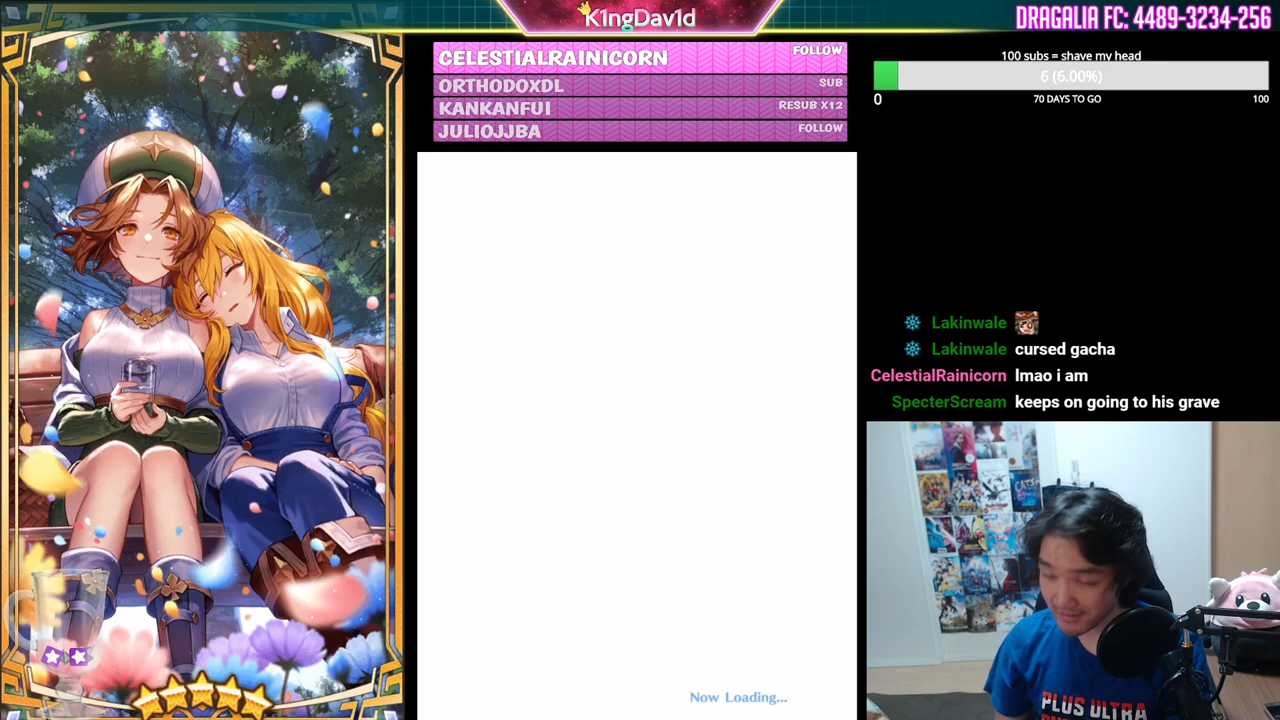 K1ngDav1d
DRAGALIA FC: 4489-3234-256
CELESTIALRAINICORN FOLLOW
ORTHODOXDL SUB
KANKANFUI RESUB X12
JULIOJJBA FOLLOW
100 subs = shave my head
6 (6.00%)
0 70 DAYS TO GO 100
Lakinwale
Lakinwale cursed gacha
CelestialRainicorn lmao i am
SpecterScream keeps on going to his grave
PLUS ULTRA
Now Loading...